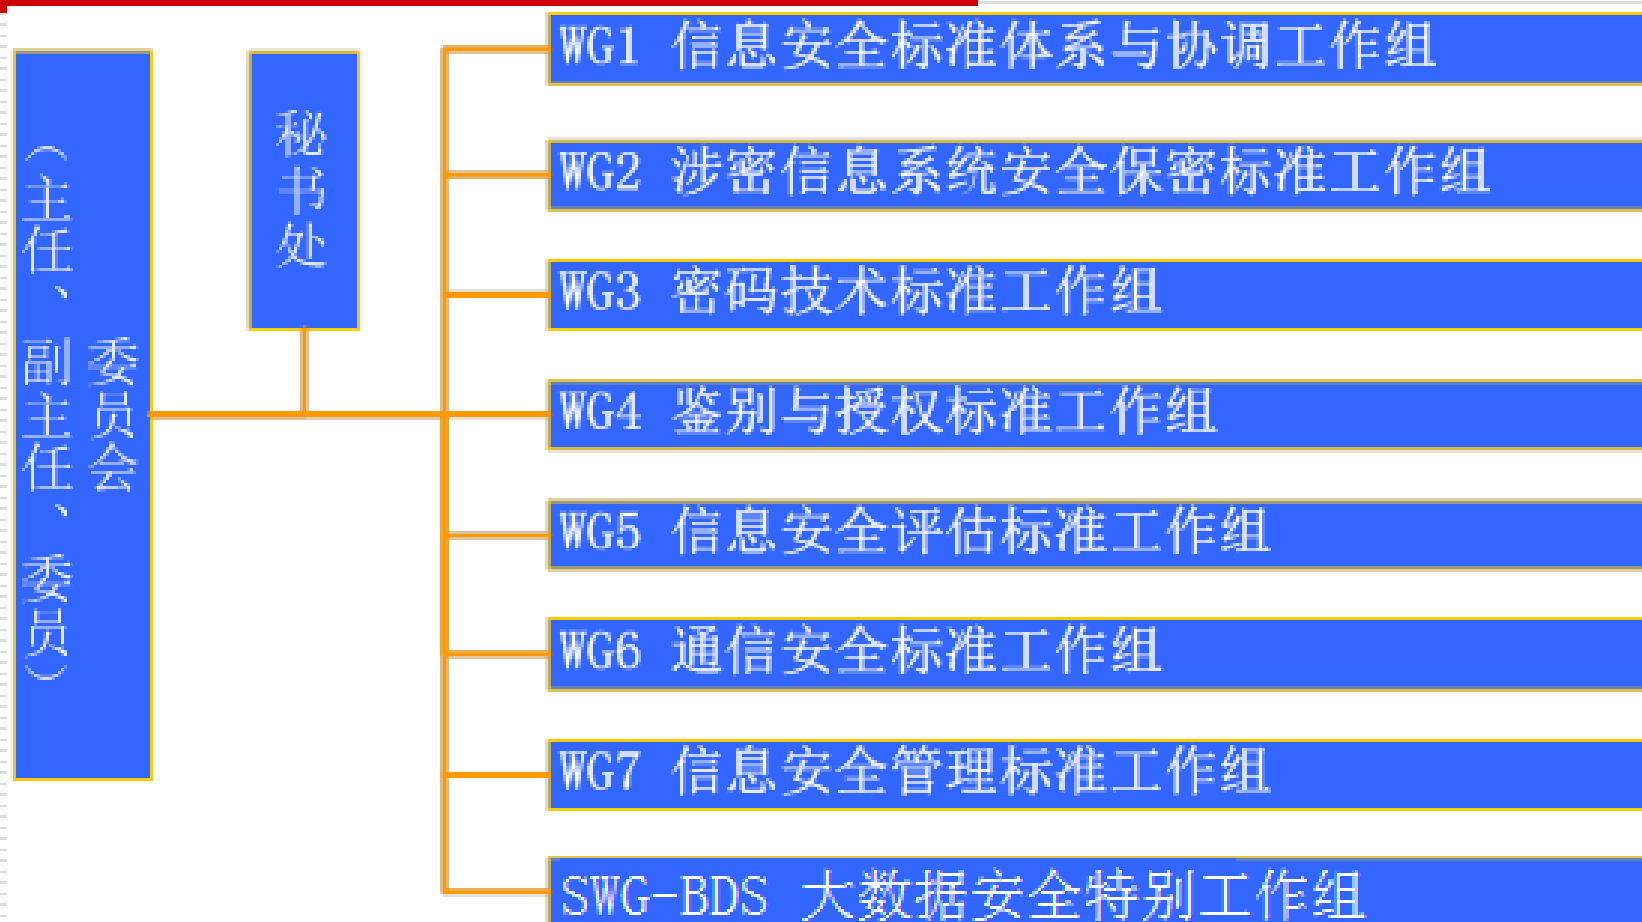 委员会
（主任、副主任、委员）
秘书处
WG1 信息安全标准体系与协调工作组
WG2 涉密信息系统安全保密标准工作组
WG3 密码技术标准工作组
WG4 鉴别与授权标准工作组
WG5 信息安全评估标准工作组
WG6 通信安全标准工作组
WG7 信息安全管理标准工作组
SWG-BDS 大数据安全特别工作组